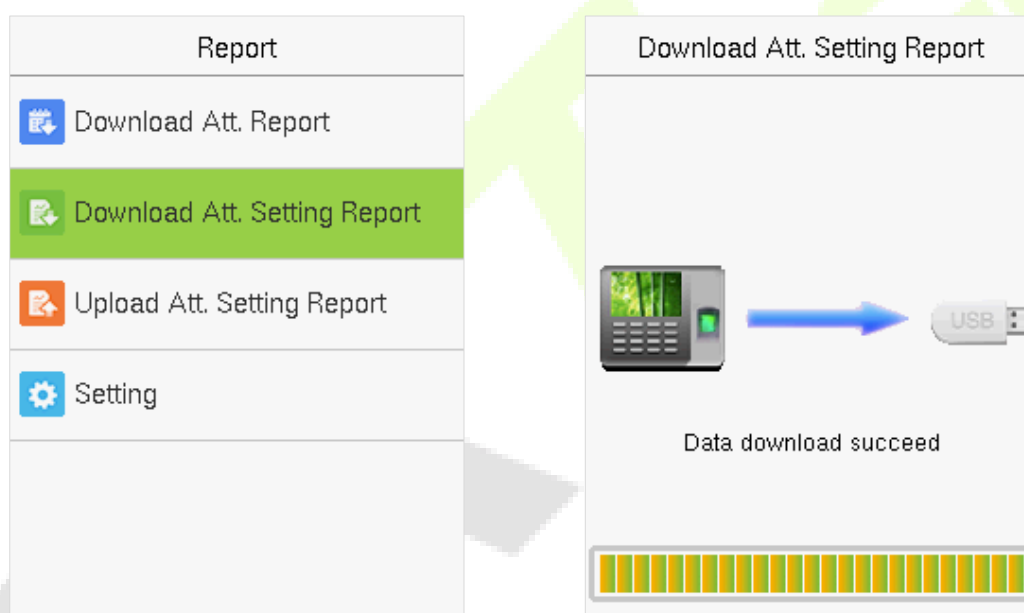 Report
Download Att. Report
Download Att. Setting Report
Upload Att. Setting Report
Setting
Download Att. Setting Report
USB
Data download succeed